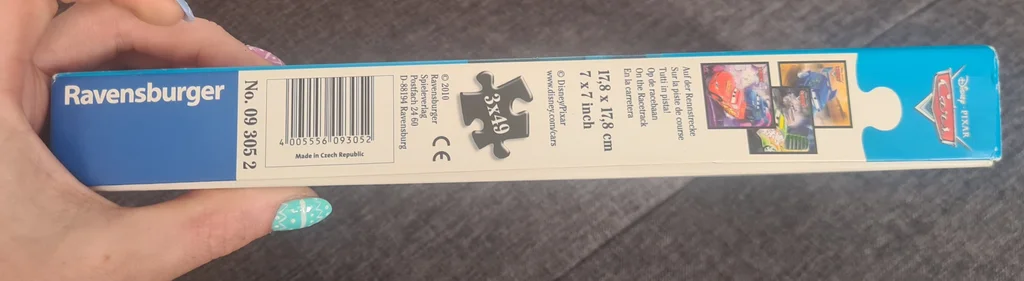 Ravensburger
No. 09 305 2
4 005556 093052
Made in Czech Republic
© 2010
Ravensburger
Spieleverlag
Postfach 24 60
D-88194 Ravensburg
CE
3x49
© Disney/Pixar
www.disney.com/cars
17,8 x 17,8 cm
7 x 7 inch
Auf der Rennstrecke
Sur la piste de course
Tutti in pista!
Op de racebaan
On the Racetrack
En la carretera
Disney PIXAR
Cars